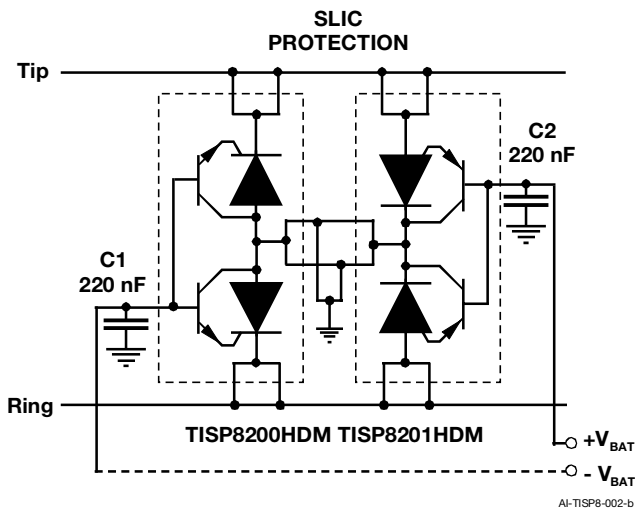 SLIC
PROTECTION
Tip
C2
220 nF
C1
220 nF
Ring
TISP8200HDM TISP8201HDM
+VBAT
- VBAT
AI-TISP8-002-b